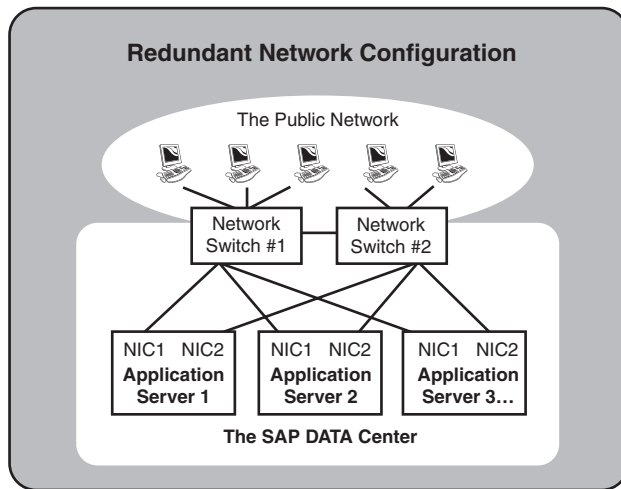 Redundant Network Configuration
The Public Network
Network
Switch #1
Network
Switch #2
NIC1 NIC2
Application
Server 1
NIC1 NIC2
Application
Server 2
NIC1 NIC2
Application
Server 3...
The SAP DATA Center